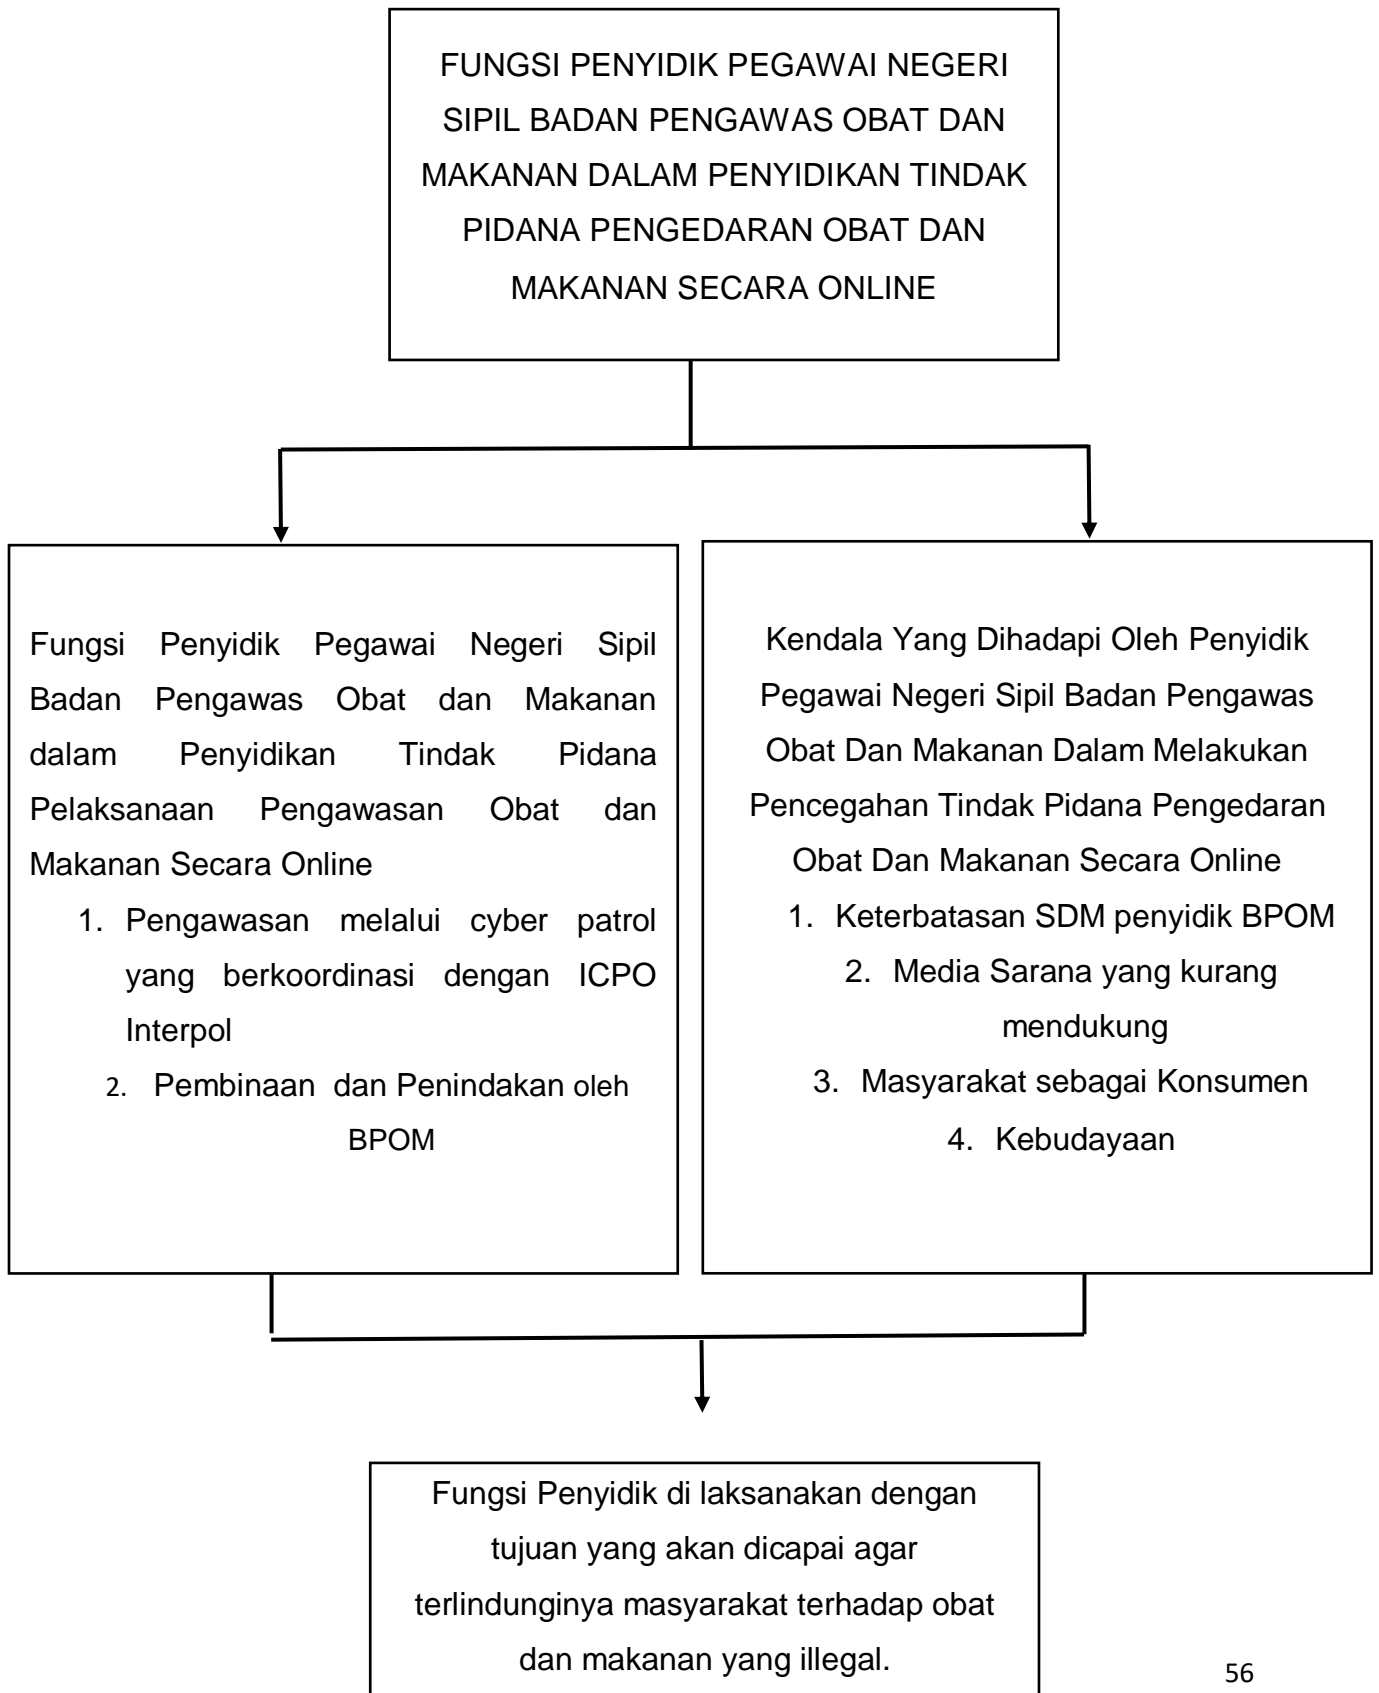 FUNGSI PENYIDIK PEGAWAI NEGERI
SIPIL BADAN PENGAWAS OBAT DAN
MAKANAN DALAM PENYIDIKAN TINDAK
PIDANA PENGEDARAN OBAT DAN
MAKANAN SECARA ONLINE
Fungsi Penyidik Pegawai Negeri Sipil
Badan Pengawas Obat dan Makanan
dalam Penyidikan Tindak Pidana
Pelaksanaan Pengawasan Obat dan
Makanan Secara Online
1. Pengawasan melalui cyber patrol
yang berkoordinasi dengan ICPO
Interpol
2. Pembinaan dan Penindakan oleh
BPOM
Kendala Yang Dihadapi Oleh Penyidik
Pegawai Negeri Sipil Badan Pengawas
Obat Dan Makanan Dalam Melakukan
Pencegahan Tindak Pidana Pengedaran
Obat Dan Makanan Secara Online
1. Keterbatasan SDM penyidik BPOM
2. Media Sarana yang kurang
mendukung
3. Masyarakat sebagai Konsumen
4. Kebudayaan
Fungsi Penyidik di laksanakan dengan
tujuan yang akan dicapai agar
terlindunginya masyarakat terhadap obat
dan makanan yang illegal.
56